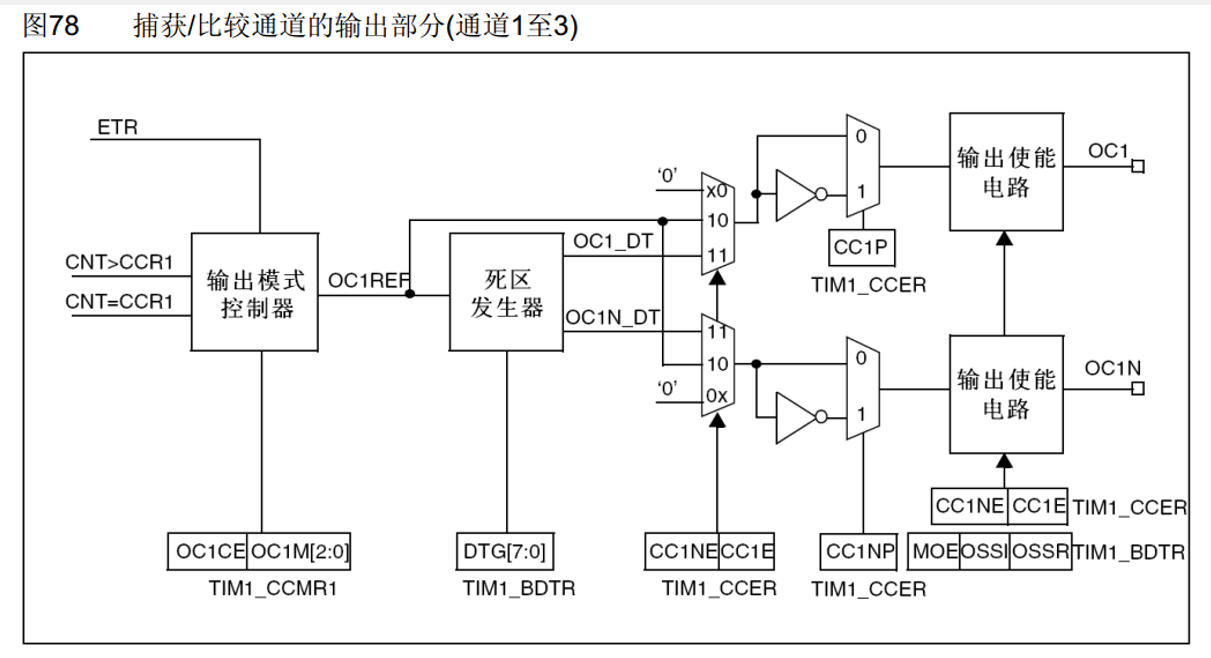 图78 捕获/比较通道的输出部分(通道1至3)
ETR
CNT>CCR1
CNT=CCR1
输出模式
控制器
OC1REF
死区
发生器
OC1_DT
OC1N_DT
‘0’
x0
10
11
11
10
‘0’
0x
0
1
CC1P
TIM1_CCER
0
1
输出使能
电路
OC1
输出使能
电路
OC1N
CC1NE CC1E TIM1_CCER
OC1CE OC1M[2:0]
TIM1_CCMR1
DTG[7:0]
TIM1_BDTR
CC1NE CC1E
TIM1_CCER
CC1NP
TIM1_CCER
MOE OSSI OSSR TIM1_BDTR